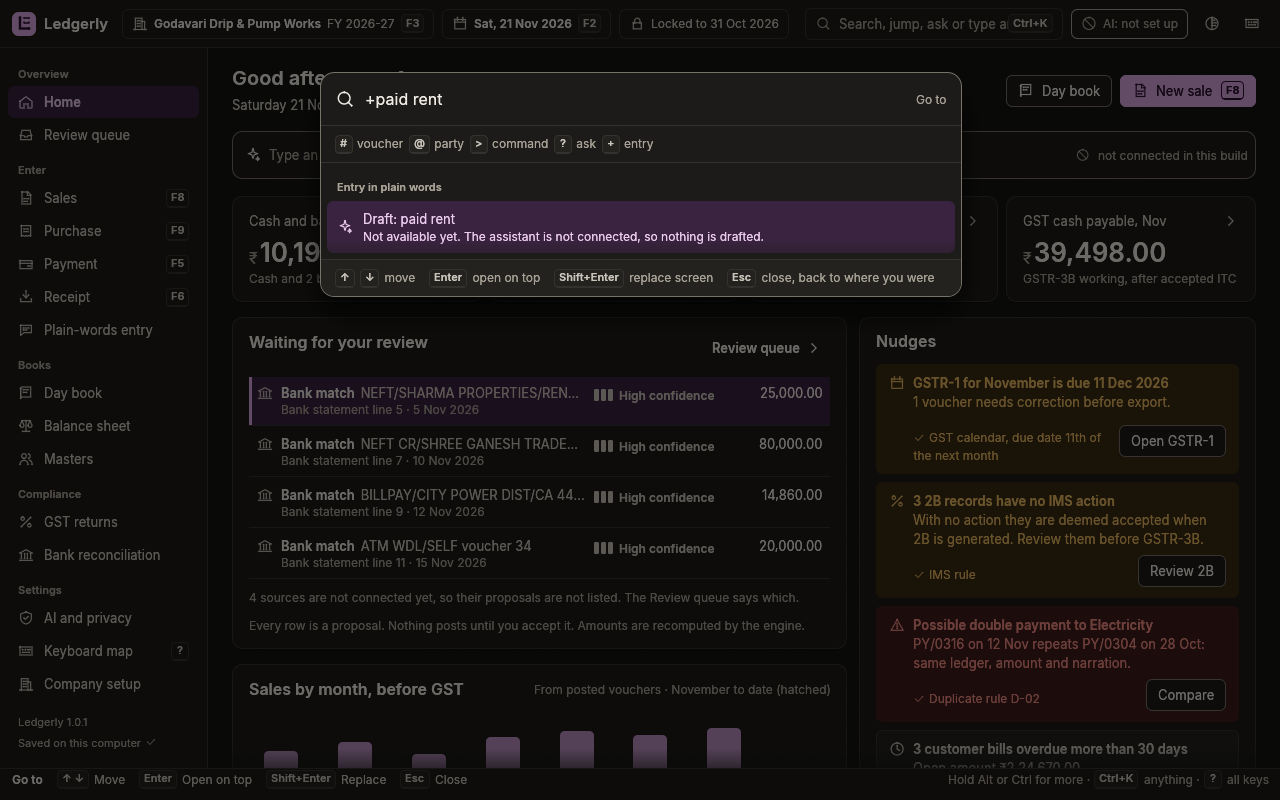 Ledgerly
Godavari Drip & Pump Works FY 2026-27 F3
Sat, 21 Nov 2026 F2
Locked to 31 Oct 2026
Search, jump, ask or type a Ctrl+K
AI: not set up
Overview
Home
Review queue
Enter
Sales F8
Purchase F9
Payment F5
Receipt F6
Plain-words entry
Books
Day book
Balance sheet
Masters
Compliance
GST returns
Bank reconciliation
Settings
AI and privacy
Keyboard map ?
Company setup
Ledgerly 1.0.1
Saved on this computer
Good afte
Saturday 21 No
Day book
New sale F8
Type an
not connected in this build
+paid rent
Go to
# voucher @ party > command ? ask + entry
Entry in plain words
Draft: paid rent
Not available yet. The assistant is not connected, so nothing is drafted.
↑ ↓ move Enter open on top Shift+Enter replace screen Esc close, back to where you were
Cash and b
₹10,19
Cash and 2 b
GST cash payable, Nov
₹39,498.00
GSTR-3B working, after accepted ITC
Waiting for your review
Review queue
Bank match NEFT/SHARMA PROPERTIES/REN... High confidence 25,000.00
Bank statement line 5 · 5 Nov 2026
Bank match NEFT CR/SHREE GANESH TRADE... High confidence 80,000.00
Bank statement line 7 · 10 Nov 2026
Bank match BILLPAY/CITY POWER DIST/CA 44... High confidence 14,860.00
Bank statement line 9 · 12 Nov 2026
Bank match ATM WDL/SELF voucher 34 High confidence 20,000.00
Bank statement line 11 · 15 Nov 2026
4 sources are not connected yet, so their proposals are not listed. The Review queue says which.
Every row is a proposal. Nothing posts until you accept it. Amounts are recomputed by the engine.
Sales by month, before GST
From posted vouchers · November to date (hatched)
Nudges
GSTR-1 for November is due 11 Dec 2026
1 voucher needs correction before export.
✓ GST calendar, due date 11th of
the next month
Open GSTR-1
3 2B records have no IMS action
With no action they are deemed accepted when
2B is generated. Review them before GSTR-3B.
✓ IMS rule
Review 2B
Possible double payment to Electricity
PY/0316 on 12 Nov repeats PY/0304 on 28 Oct:
same ledger, amount and narration.
✓ Duplicate rule D-02
Compare
3 customer bills overdue more than 30 days
Open amount ₹2,24,670.00
Go to ↑↓ Move Enter Open on top Shift+Enter Replace Esc Close
Hold Alt or Ctrl for more · Ctrl+K anything · ? all keys